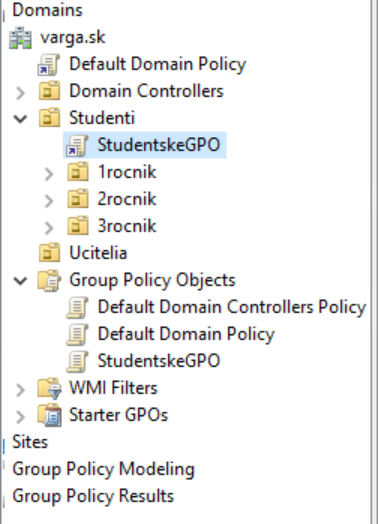 Domains
varga.sk
Default Domain Policy
Domain Controllers
Studenti
StudentskeGPO
1rocnik
2rocnik
3rocnik
Ucitelia
Group Policy Objects
Default Domain Controllers Policy
Default Domain Policy
StudentskeGPO
WMI Filters
Starter GPOs
Sites
Group Policy Modeling
Group Policy Results